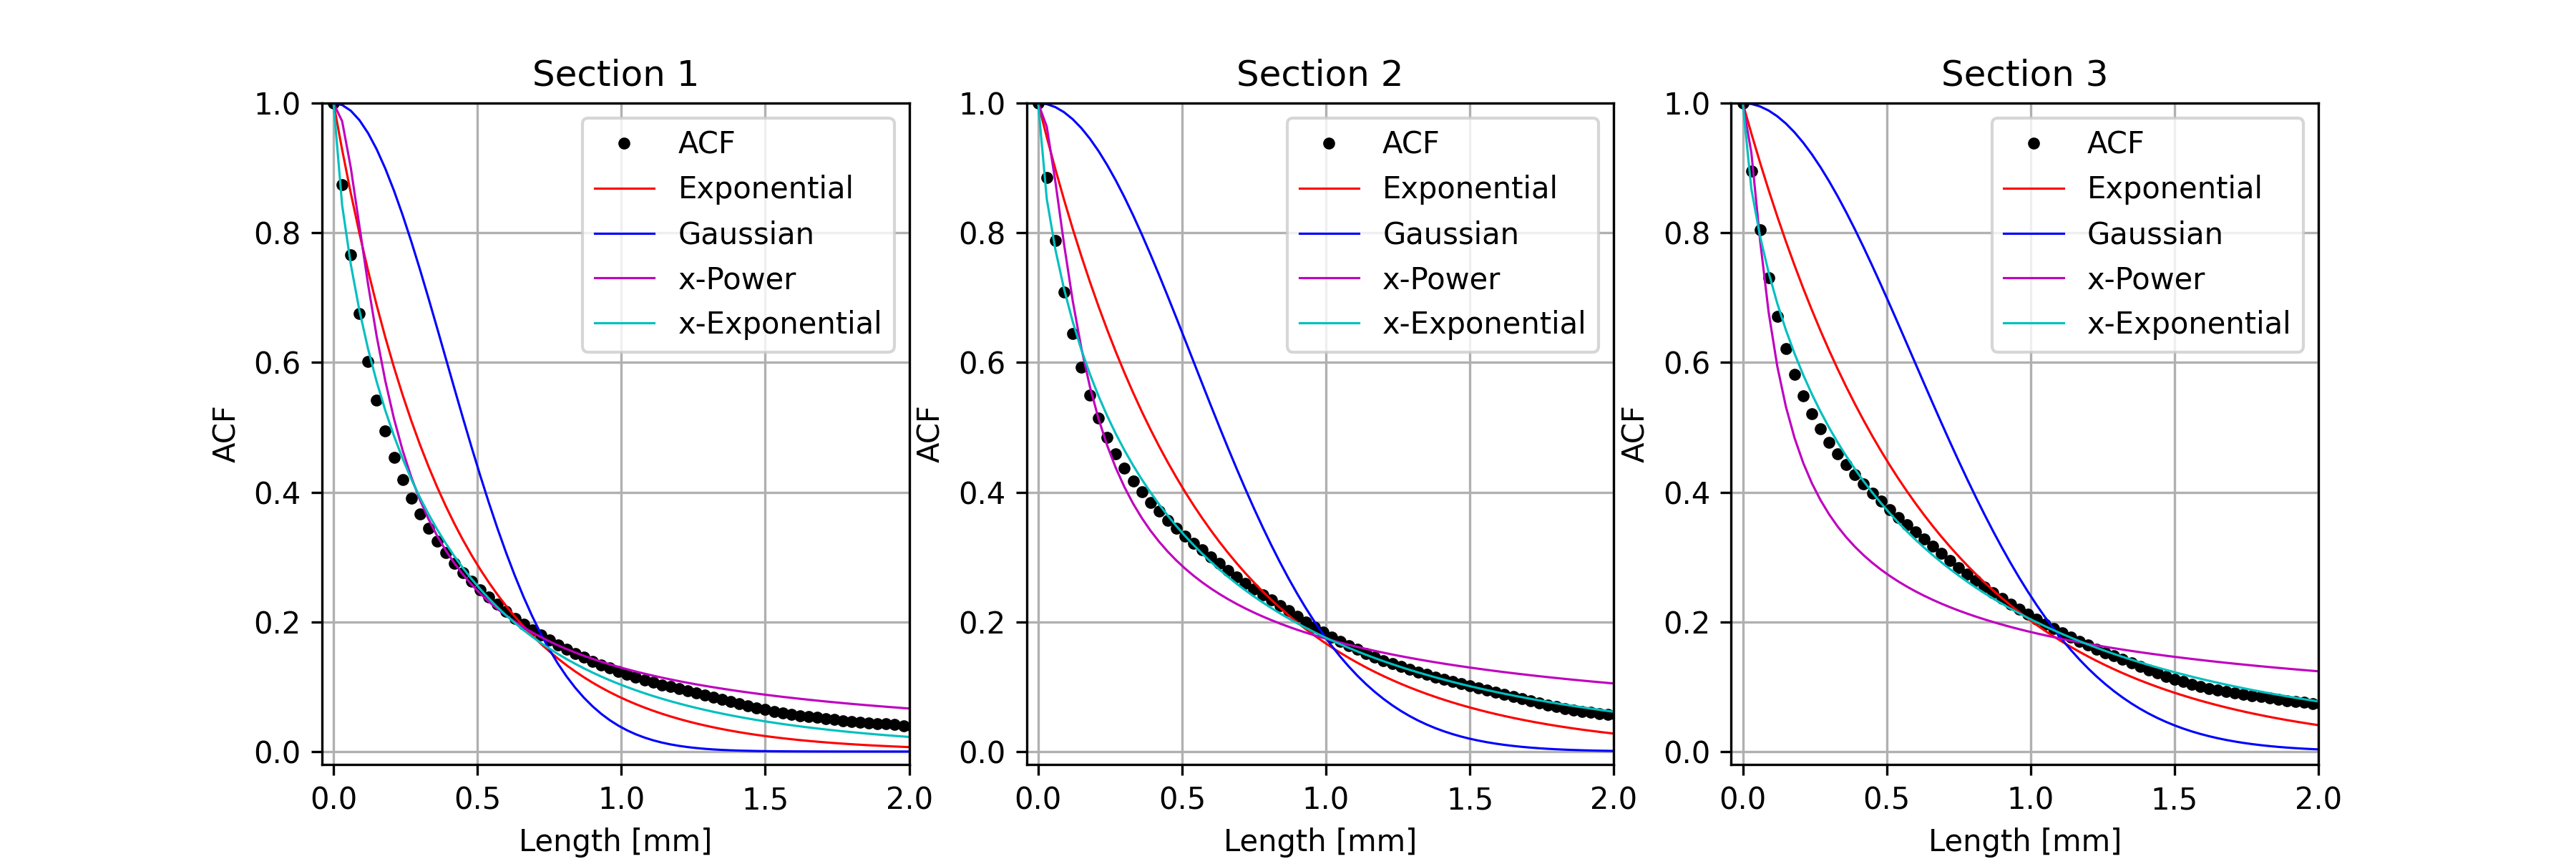 Section 1
1.0
0.8
0.6
0.4
0.2
0.0
ACF
0.0 0.5 1.0 1.5 2.0
Length [mm]
ACF
Exponential
Gaussian
x-Power
x-Exponential
Section 2
1.0
0.8
0.6
0.4
0.2
0.0
ACF
0.0 0.5 1.0 1.5 2.0
Length [mm]
ACF
Exponential
Gaussian
x-Power
x-Exponential
Section 3
1.0
0.8
0.6
0.4
0.2
0.0
ACF
0.0 0.5 1.0 1.5 2.0
Length [mm]
ACF
Exponential
Gaussian
x-Power
x-Exponential